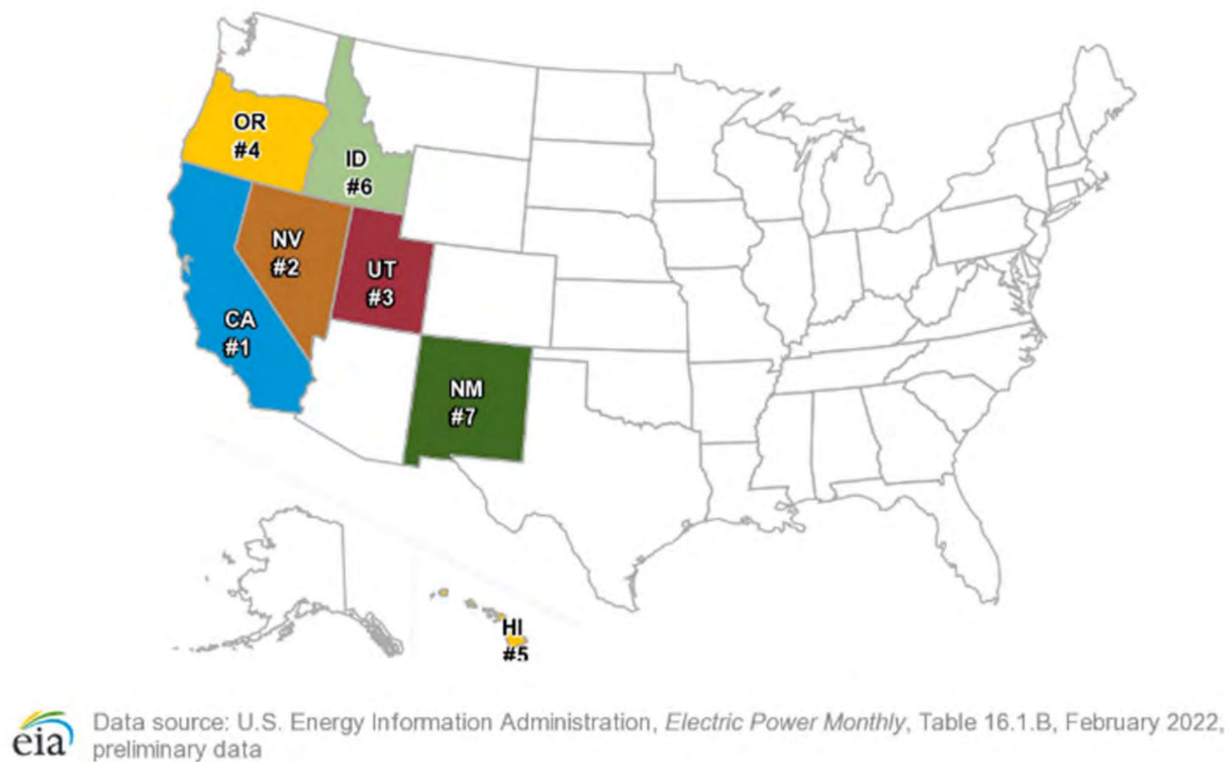 OR
#4
ID
#6
NV
#2
UT
#3
CA
#1
NM
#7
HI
#5
eia
Data source: U.S. Energy Information Administration, Electric Power Monthly, Table 16.1.B, February 2022,
preliminary data